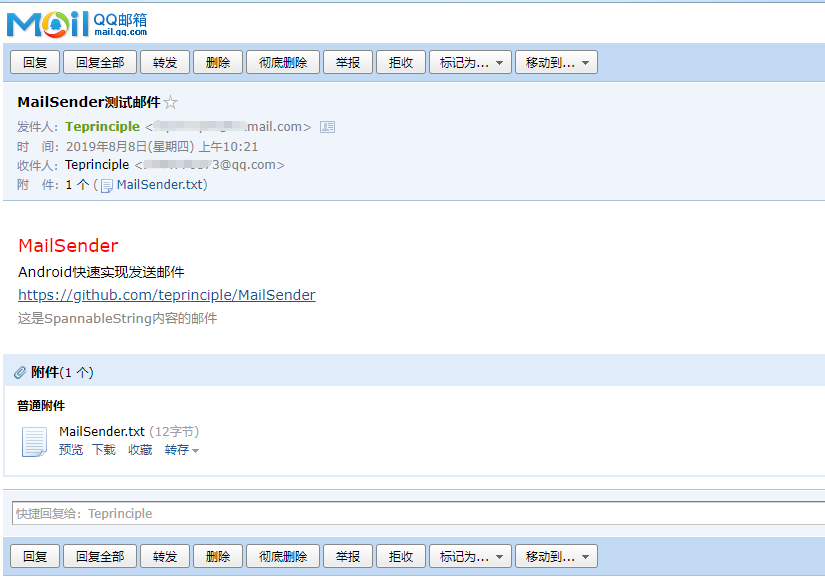 Mail QQ邮箱
mail.qq.com
回复 回复全部 转发 删除 彻底删除 举报 拒收 标记为... 移动到...
MailSender测试邮件
发件人：Teprinciple < mail.com>
时 间：2019年8月8日(星期四) 上午10:21
收件人：Teprinciple < 3@qq.com>
附 件：1 个 ( MailSender.txt)
MailSender
Android快速实现发送邮件
https://github.com/teprinciple/MailSender
这是SpannableString内容的邮件
附件(1 个)
普通附件
MailSender.txt (12字节)
预览 下载 收藏 转存
快捷回复给：Teprinciple
回复 回复全部 转发 删除 彻底删除 举报 拒收 标记为... 移动到...